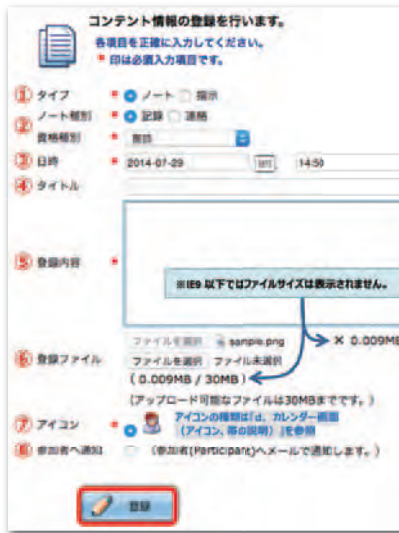 コンテント情報の登録を行います。
各項目を正確に入力してください。
* 印は必須入力項目です。
① タイプ * ノート 指示
② ノート種別 * 記録 連絡
資格種別 * 医師
③ 日時 * 2014-07-29 14:50
④ タイトル
⑤ 登録内容 *
※IE9 以下ではファイルサイズは表示されません。
ファイルを選択 sample.png × 0.009MB
⑥ 登録ファイル ファイルを選択 ファイル未選択
( 0.009MB / 30MB )
(アップロード可能なファイルは30MBまでです。)
⑦ アイコン * アイコンの種類は「d. カレンダー画面
(アイコン、帯の説明)」を参照
⑧ 参加者へ通知 (参加者(Participant)へメールで通知します。)
登録